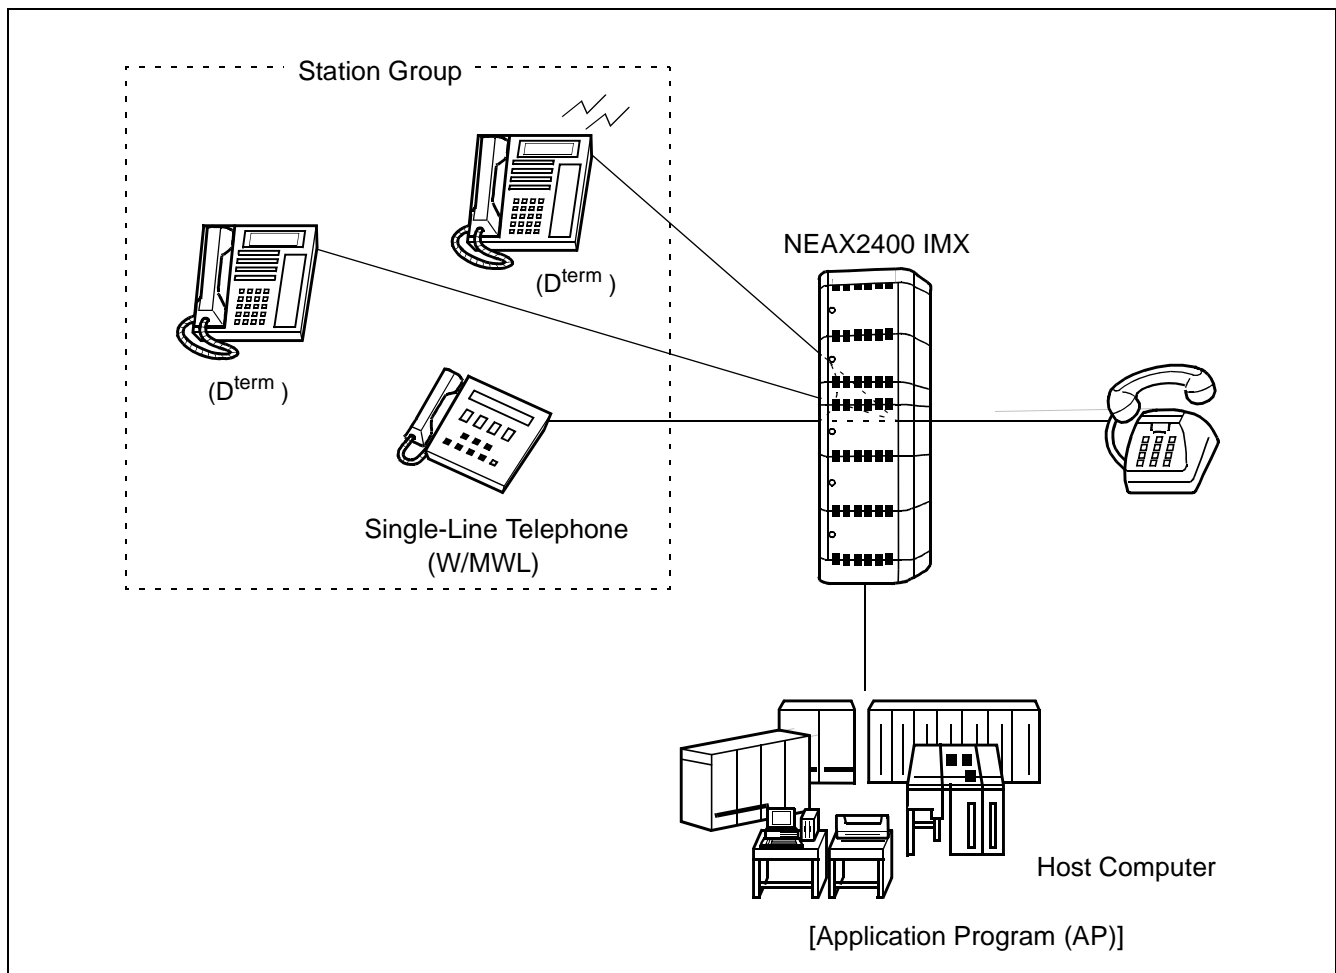 Station Group
NEAX2400 IMX
(Dterm )
(Dterm )
Single-Line Telephone
(W/MWL)
Host Computer
[Application Program (AP)]